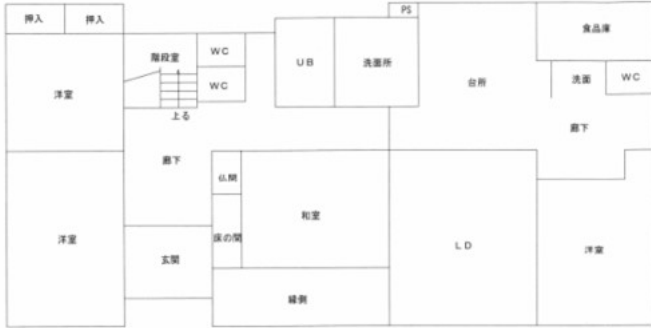 押入
押入
PS
食品庫
階段室
WC
UB
洗面所
台所
洗面
WC
WC
洋室
上る
廊下
廊下
仏間
和室
床の間
洋室
玄関
LD
洋室
縁側